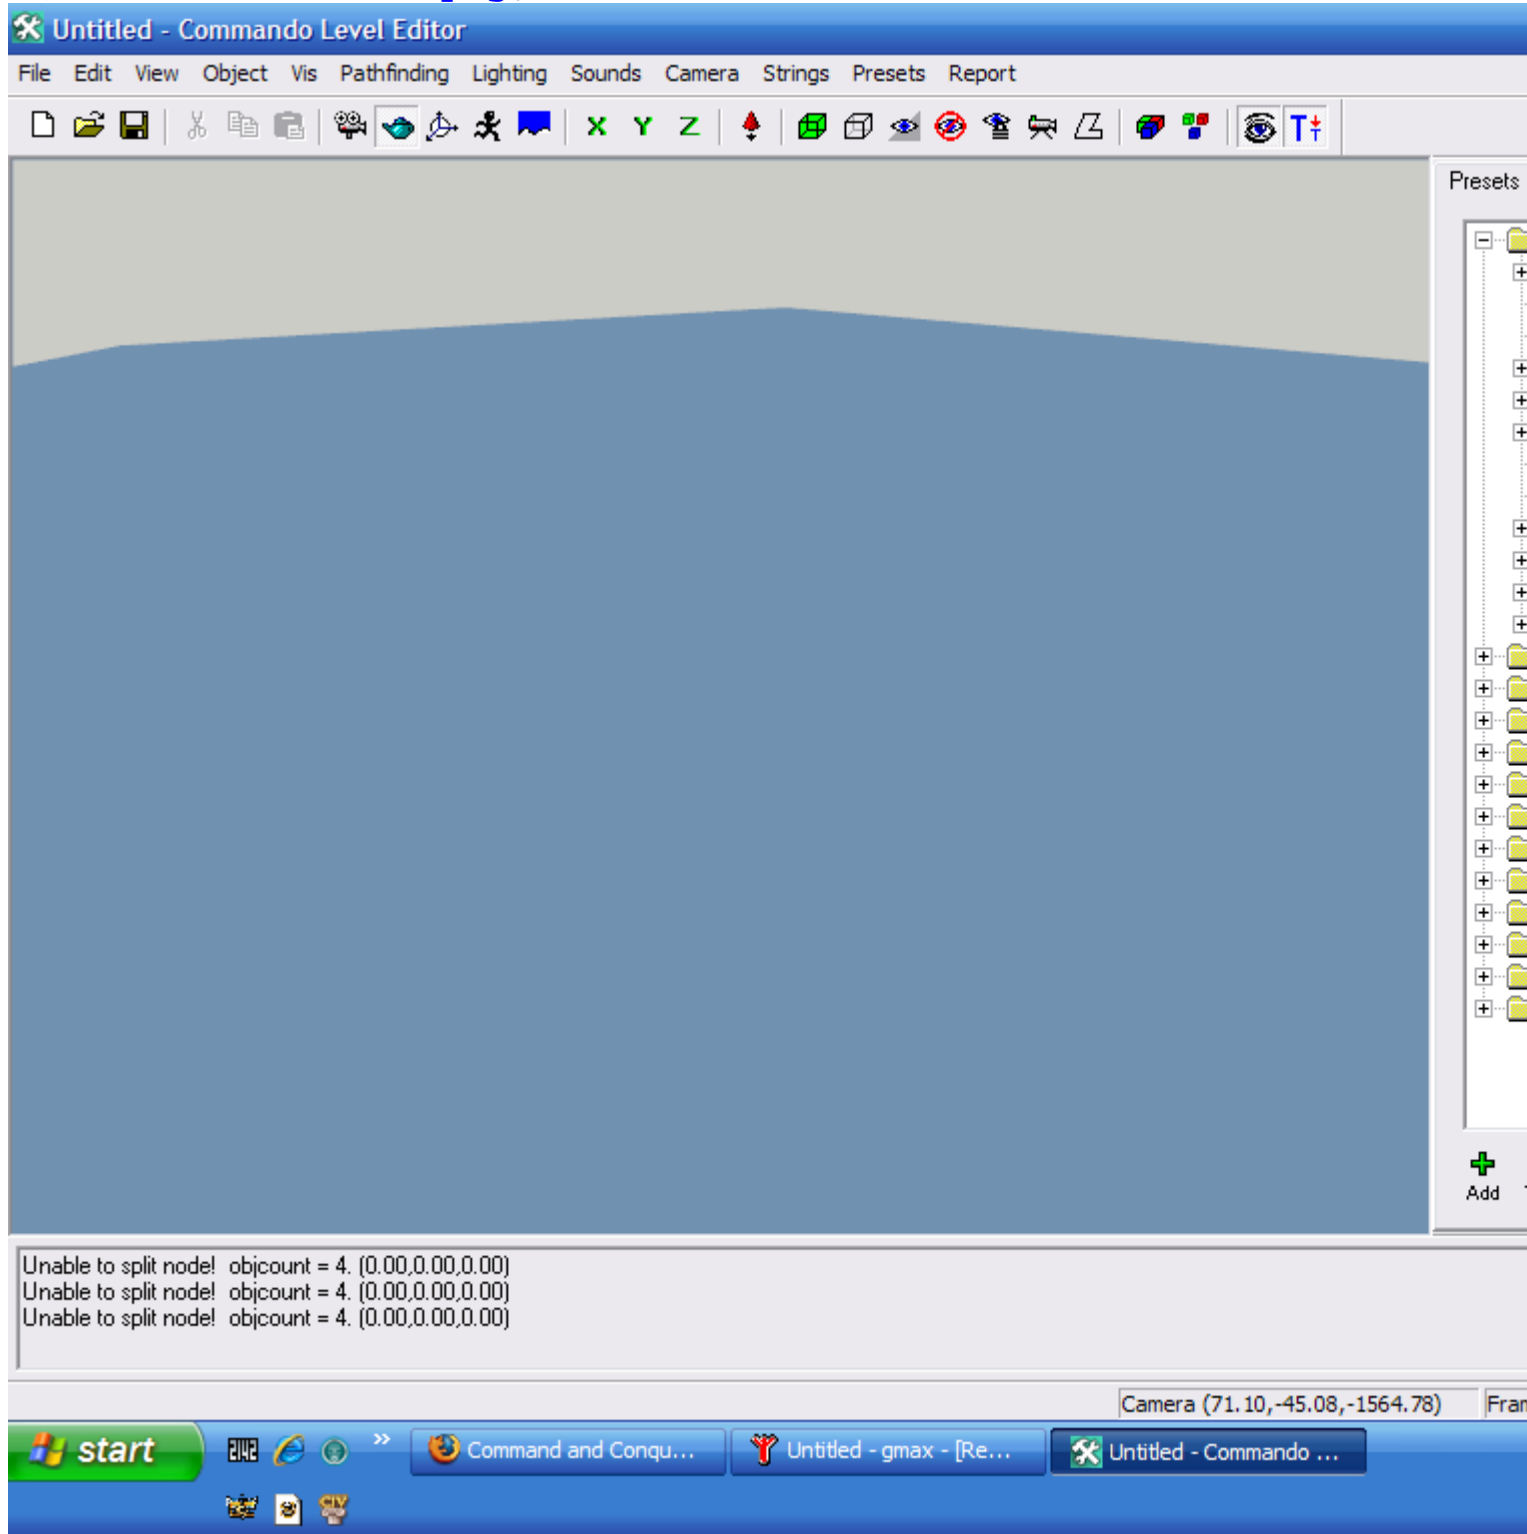 Untitled - Commando Level Editor
File Edit View Object Vis Pathfinding Lighting Sounds Camera Strings Presets Report
X Y Z T
Presets
Add
Unable to split node! objcount = 4. (0.00,0.00,0.00)
Unable to split node! objcount = 4. (0.00,0.00,0.00)
Unable to split node! objcount = 4. (0.00,0.00,0.00)
Camera (71.10,-45.08,-1564.78) Fram
start 2142 » Command and Conqu... Untitled - gmax - [Re... Untitled - Commando ...
CIV